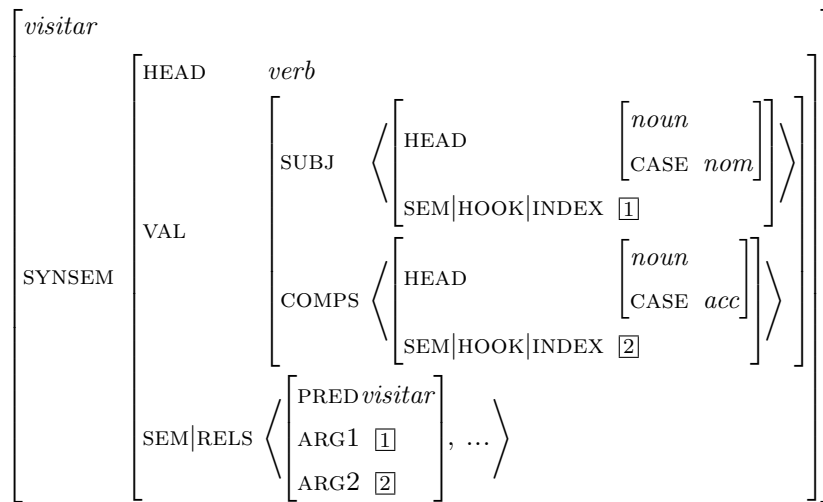 visitar
HEAD verb
noun
HEAD
CASE nom
SUBJ
SEM|HOOK|INDEX 1
VAL
noun
HEAD
SYNSEM
CASE acc
COMPS
SEM|HOOK|INDEX 2
PRED visitar
SEM|RELS ARG1 1 , ...
ARG2 2